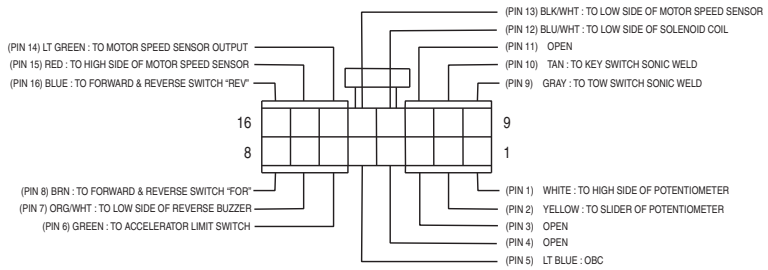 (PIN 13) BLK/WHT : TO LOW SIDE OF MOTOR SPEED SENSOR
(PIN 12) BLU/WHT : TO LOW SIDE OF SOLENOID COIL
(PIN 14) LT GREEN : TO MOTOR SPEED SENSOR OUTPUT
(PIN 11) OPEN
(PIN 15) RED : TO HIGH SIDE OF MOTOR SPEED SENSOR
(PIN 10) TAN : TO KEY SWITCH SONIC WELD
(PIN 16) BLUE : TO FORWARD & REVERSE SWITCH “REV”
(PIN 9) GRAY : TO TOW SWITCH SONIC WELD
16
9
8
1
(PIN 8) BRN : TO FORWARD & REVERSE SWITCH “FOR”
(PIN 1) WHITE : TO HIGH SIDE OF POTENTIOMETER
(PIN 7) ORG/WHT : TO LOW SIDE OF REVERSE BUZZER
(PIN 2) YELLOW : TO SLIDER OF POTENTIOMETER
(PIN 6) GREEN : TO ACCELERATOR LIMIT SWITCH
(PIN 3) OPEN
(PIN 4) OPEN
(PIN 5) LT BLUE : OBC